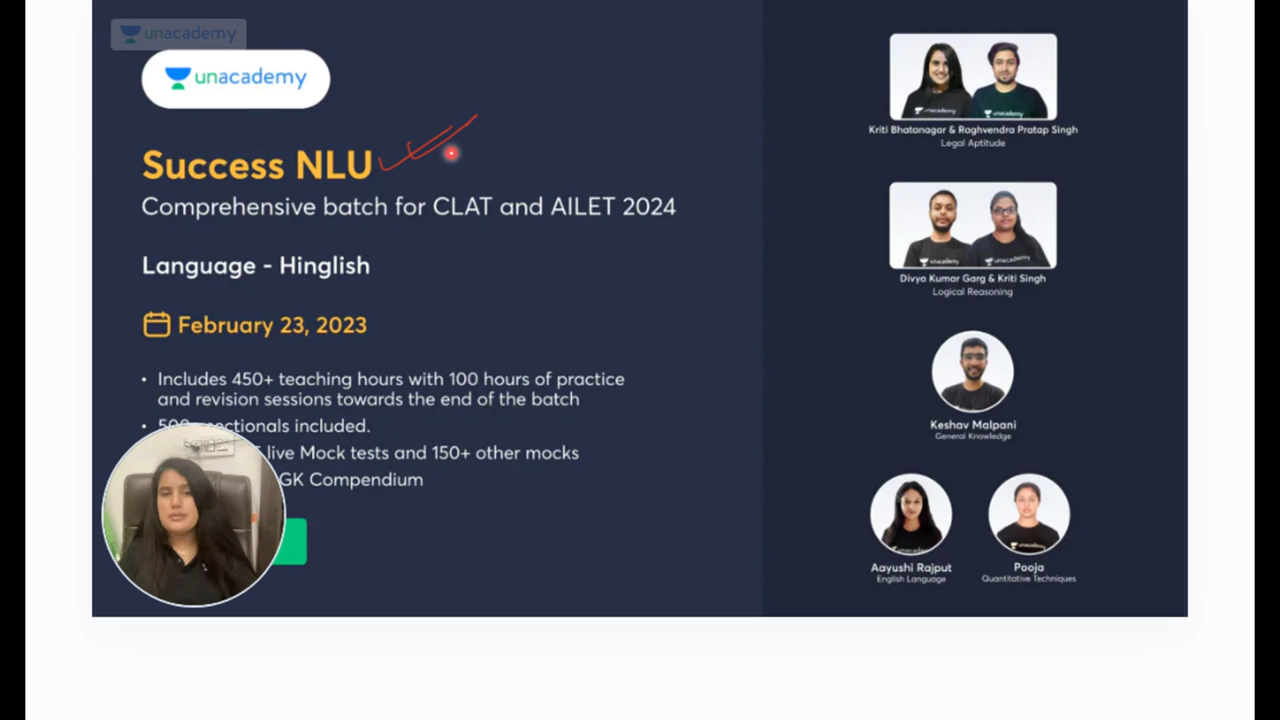 unacademy
unacademy
Success NLU
Comprehensive batch for CLAT and AILET 2024
Language - Hinglish
February 23, 2023
• Includes 450+ teaching hours with 100 hours of practice
and revision sessions towards the end of the batch
• sectionals included.
live Mock tests and 150+ other mocks
GK Compendium
Kriti Bhatanagar & Raghvendra Pratap Singh
Legal Aptitude
Divya Kumar Garg & Kriti Singh
Logical Reasoning
Keshav Malpani
General Knowledge
Aayushi Rajput
English Language
Pooja
Quantitative Techniques